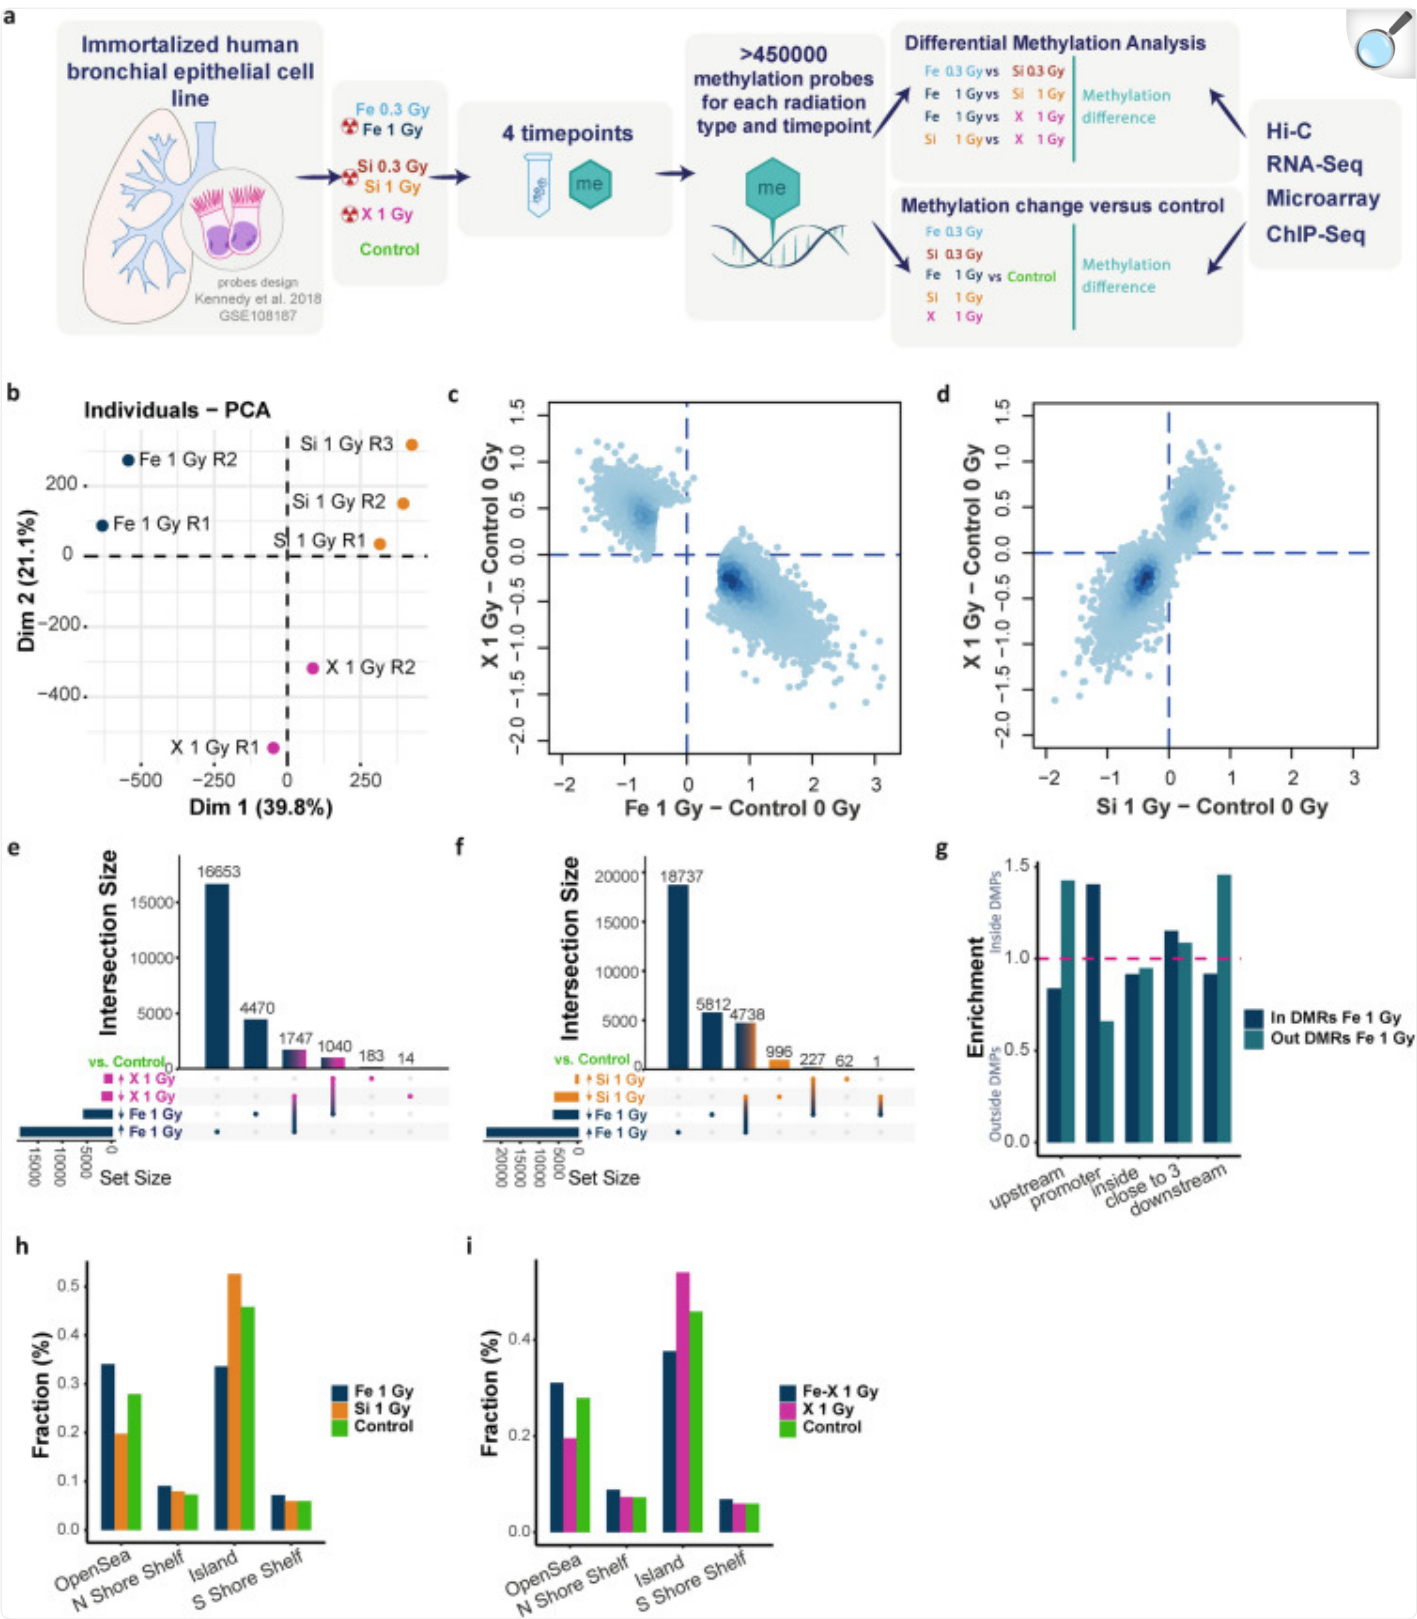 a
Immortalized human
bronchial epithelial cell
line
probes design
Kennedy et al. 2018
GSE108187
Fe 0.3 Gy
Fe 1 Gy
Si 0.3 Gy
Si 1 Gy
X 1 Gy
Control
4 timepoints
me
>450000
methylation probes
for each radiation
type and timepoint
me
Differential Methylation Analysis
Fe 0.3 Gy vs Si 0.3 Gy
Fe 1 Gy vs Si 1 Gy
Fe 1 Gy vs X 1 Gy
Si 1 Gy vs X 1 Gy
Methylation
difference
Methylation change versus control
Fe 0.3 Gy
Si 0.3 Gy
Fe 1 Gy vs Control
Si 1 Gy
X 1 Gy
Methylation
difference
Hi-C
RNA-Seq
Microarray
ChIP-Seq
b
Individuals − PCA
Dim 2 (21.1%)
200
0
−200
−400
Fe 1 Gy R2
Fe 1 Gy R1
Si 1 Gy R3
Si 1 Gy R2
Si 1 Gy R1
X 1 Gy R2
X 1 Gy R1
−500 −250 0 250
Dim 1 (39.8%)
c
X 1 Gy − Control 0 Gy
−2.0 −1.5 −1.0 −0.5 0.0 0.5 1.0 1.5
−2 −1 0 1 2 3
Fe 1 Gy − Control 0 Gy
d
X 1 Gy − Control 0 Gy
−2.0 −1.5 −1.0 −0.5 0.0 0.5 1.0 1.5
−2 −1 0 1 2 3
Si 1 Gy − Control 0 Gy
e
Intersection Size
15000
10000
5000
0
16653
4470
1747
1040
183
14
vs. Control
↑ X 1 Gy
↓ X 1 Gy
↓ Fe 1 Gy
↑ Fe 1 Gy
15000 10000 5000 0
Set Size
f
Intersection Size
20000
15000
10000
5000
0
18737
5812
4738
996
227
62
1
vs. Control
↑ Si 1 Gy
↓ Si 1 Gy
↓ Fe 1 Gy
↑ Fe 1 Gy
20000 15000 10000 5000 0
Set Size
g
Enrichment
Outside DMPs
Inside DMPs
1.5
1.0
0.5
0.0
upstream
promoter
inside
close to 3
downstream
In DMRs Fe 1 Gy
Out DMRs Fe 1 Gy
h
Fraction (%)
0.5
0.4
0.3
0.2
0.1
0.0
OpenSea
N Shore Shelf
Island
S Shore Shelf
Fe 1 Gy
Si 1 Gy
Control
i
Fraction (%)
0.4
0.2
0.0
OpenSea
N Shore Shelf
Island
S Shore Shelf
Fe-X 1 Gy
X 1 Gy
Control